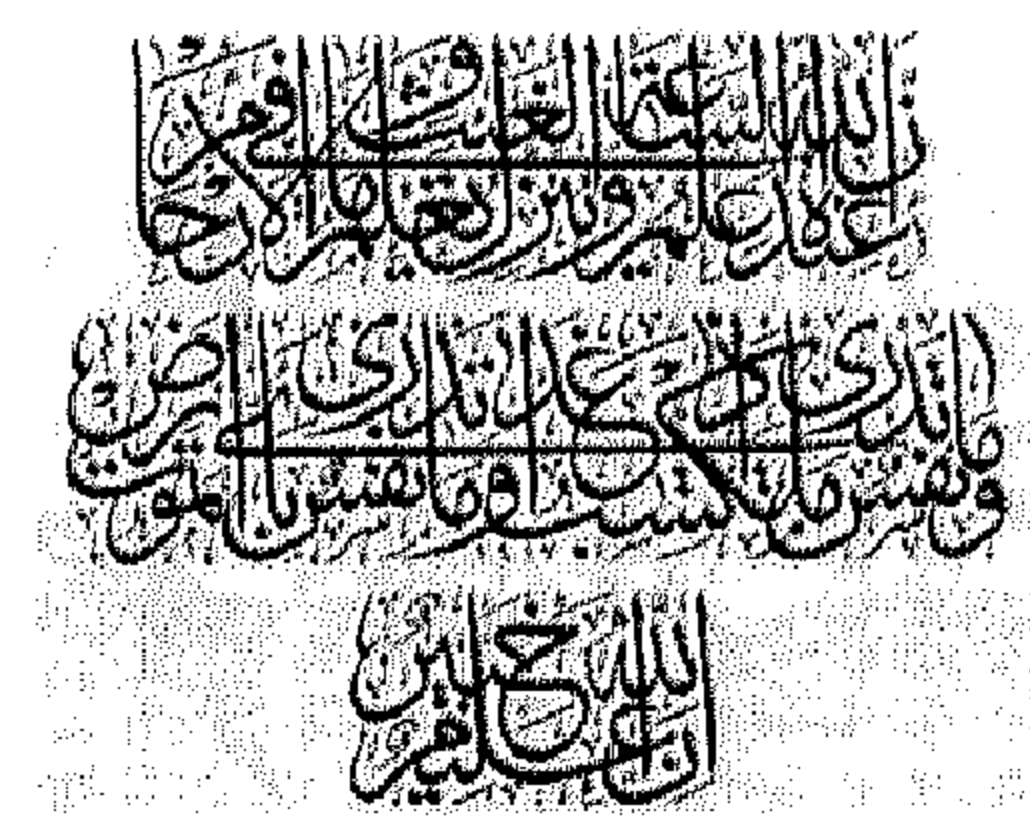 إن الله عنده علم الساعة وينزل الغيث ويعلم ما في الأرحام
وما تدري نفس ماذا تكسب غدا وما تدري نفس بأي أرض تموت
إن الله عليم خبير